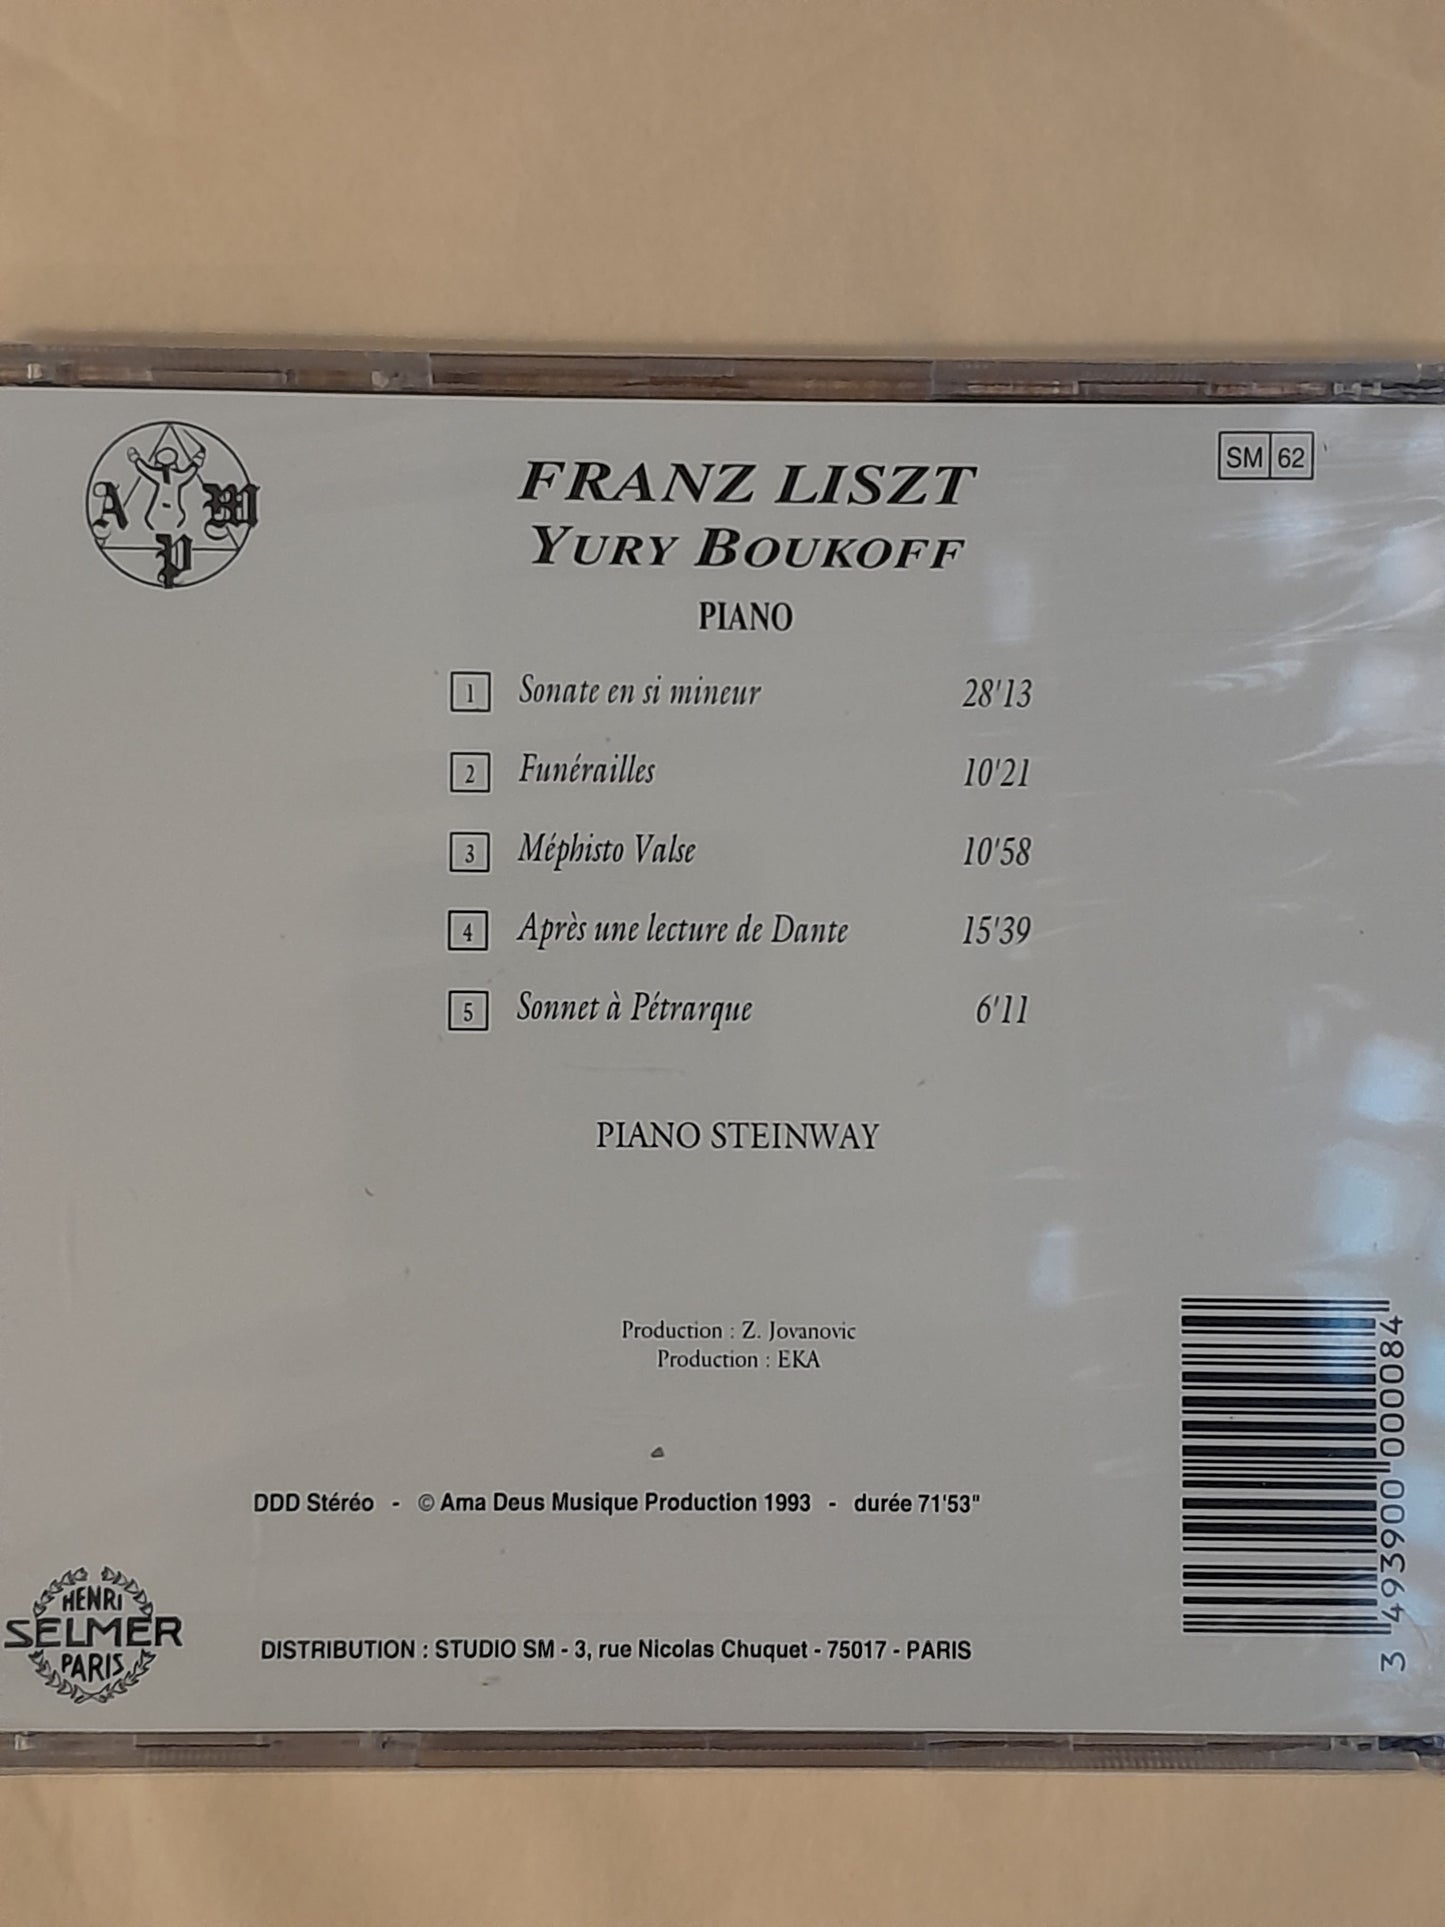 A M P
SM 62
FRANZ LISZT
YURY BOUKOFF
PIANO
1 Sonate en si mineur 28'13
2 Funérailles 10'21
3 Méphisto Valse 10'58
4 Après une lecture de Dante 15'39
5 Sonnet à Pétrarque 6'11
PIANO STEINWAY
Production : Z. Jovanovic
Production : EKA
DDD Stéréo - © Ama Deus Musique Production 1993 - durée 71'53"
HENRI
SELMER
PARIS
DISTRIBUTION : STUDIO SM - 3, rue Nicolas Chuquet - 75017 - PARIS
3 493900 000084